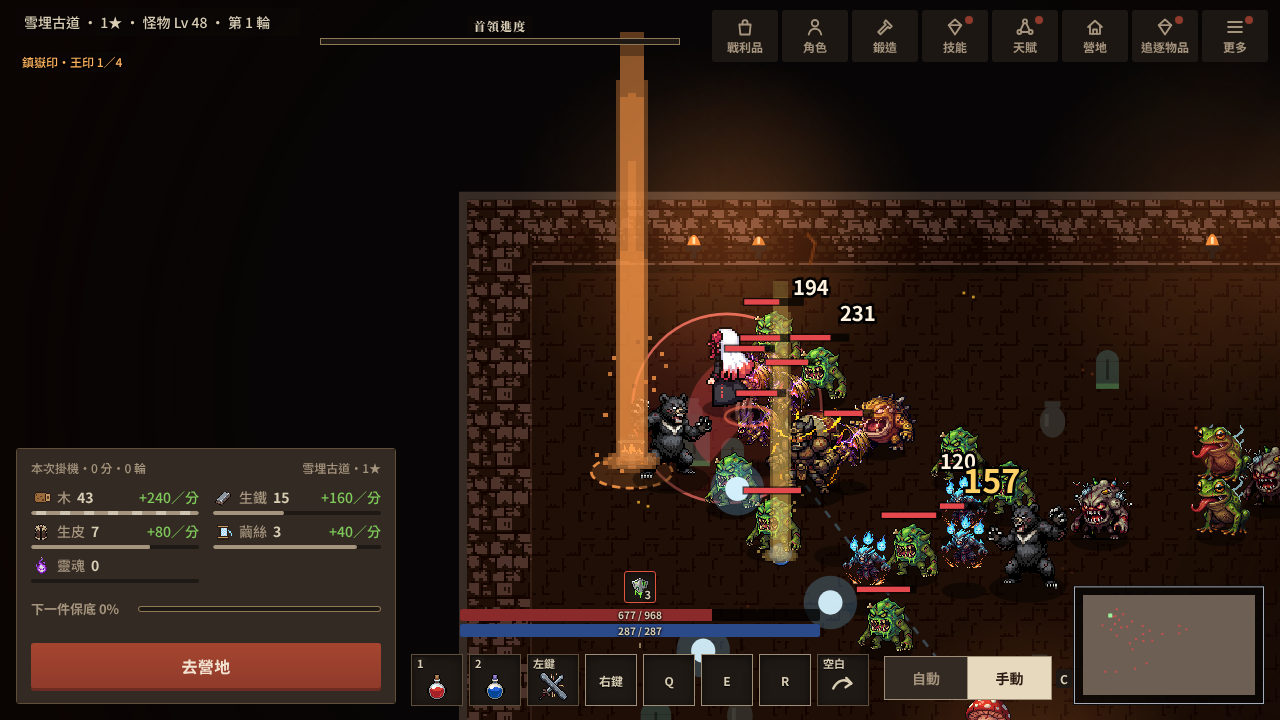 雪埋古道 • 1★ • 怪物 Lv 48 • 第 1 輪
首領進度
戰利品
角色
鍛造
技能
天賦
營地
追逐物品
更多
鎮嶽印・王印 1／4
194
231
120
157
本次掛機・0 分・0 輪
雪埋古道・1★
木 43 +240／分
生鐵 15 +160／分
生皮 7 +80／分
繭絲 3 +40／分
靈魂 0
下一件保底 0%
去營地
3
677 / 968
287 / 287
1
2
左鍵
右鍵
Q
E
R
空白
自動
手動
C